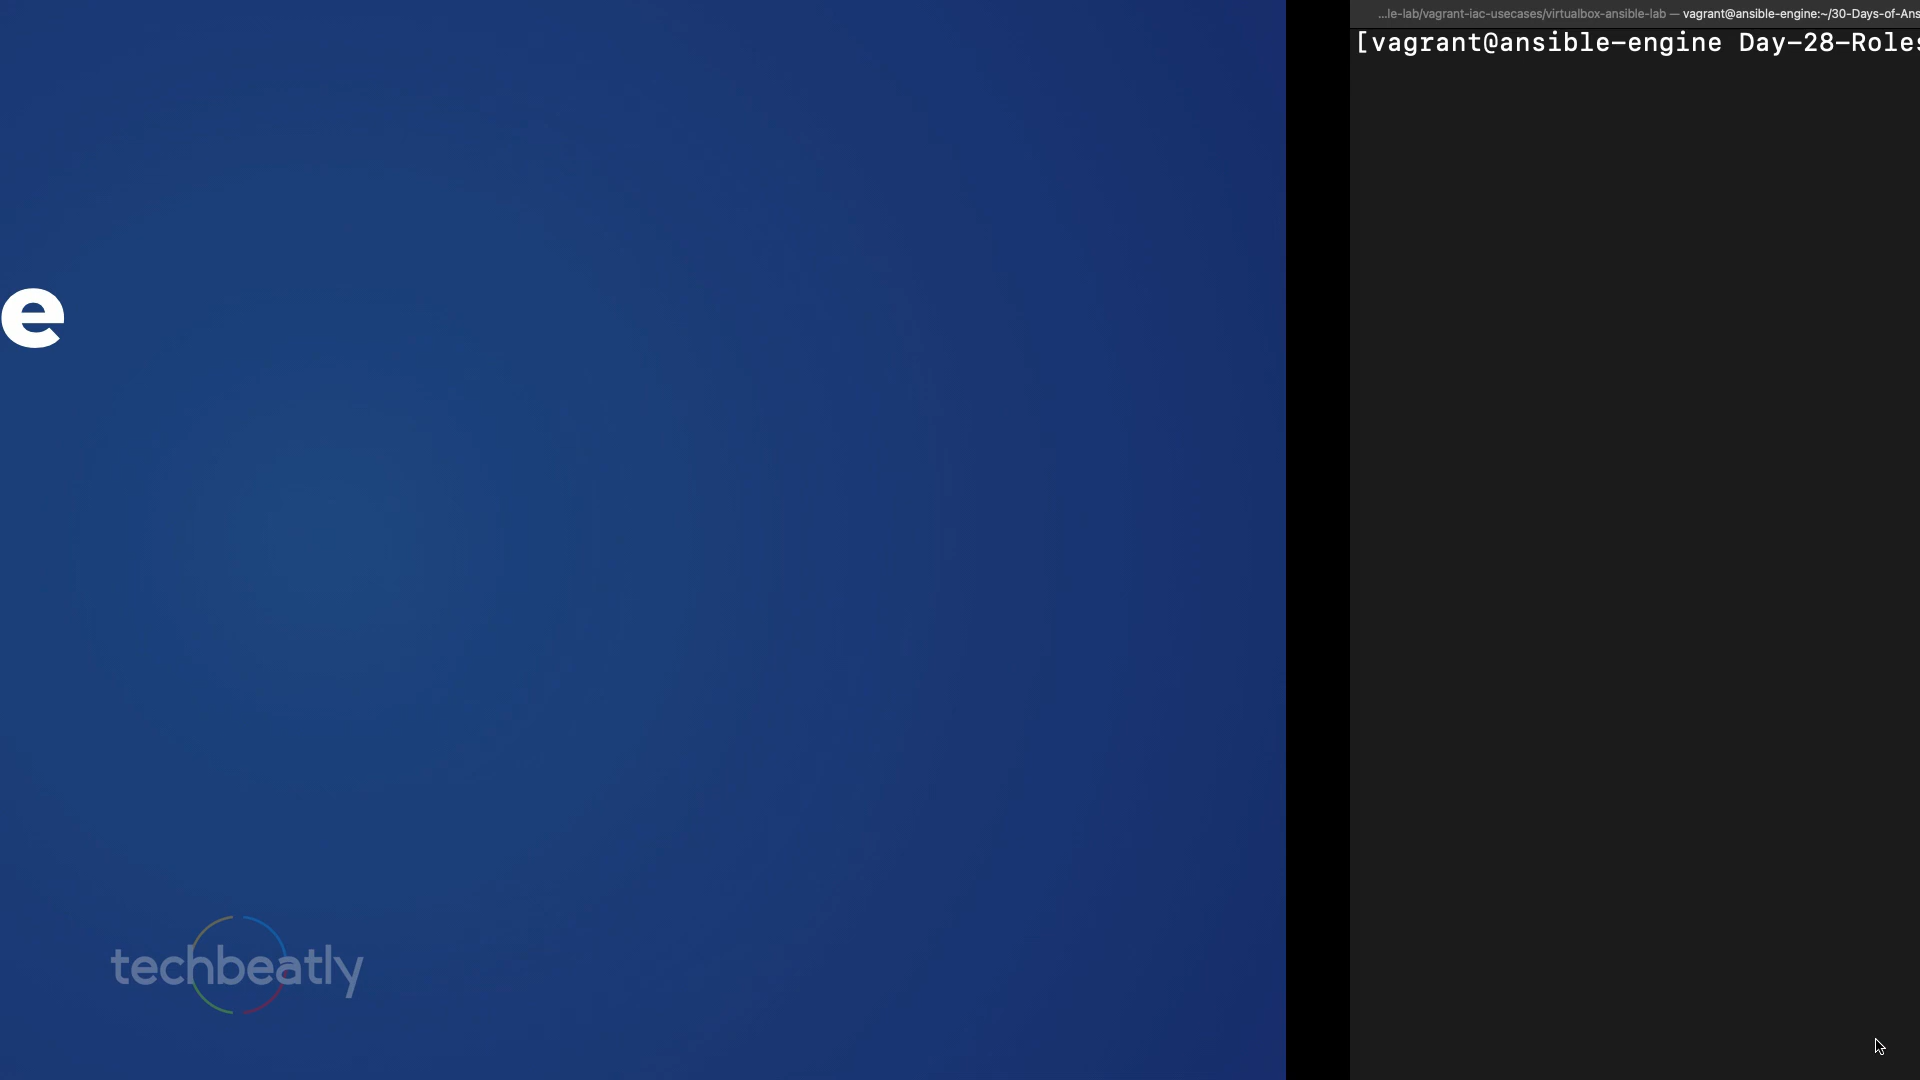 ...le-lab/vagrant-iac-usecases/virtualbox-ansible-lab — vagrant@ansible-engine:~/30-Days-of-Ans
[vagrant@ansible-engine Day-28-Roles
e
techbeatly